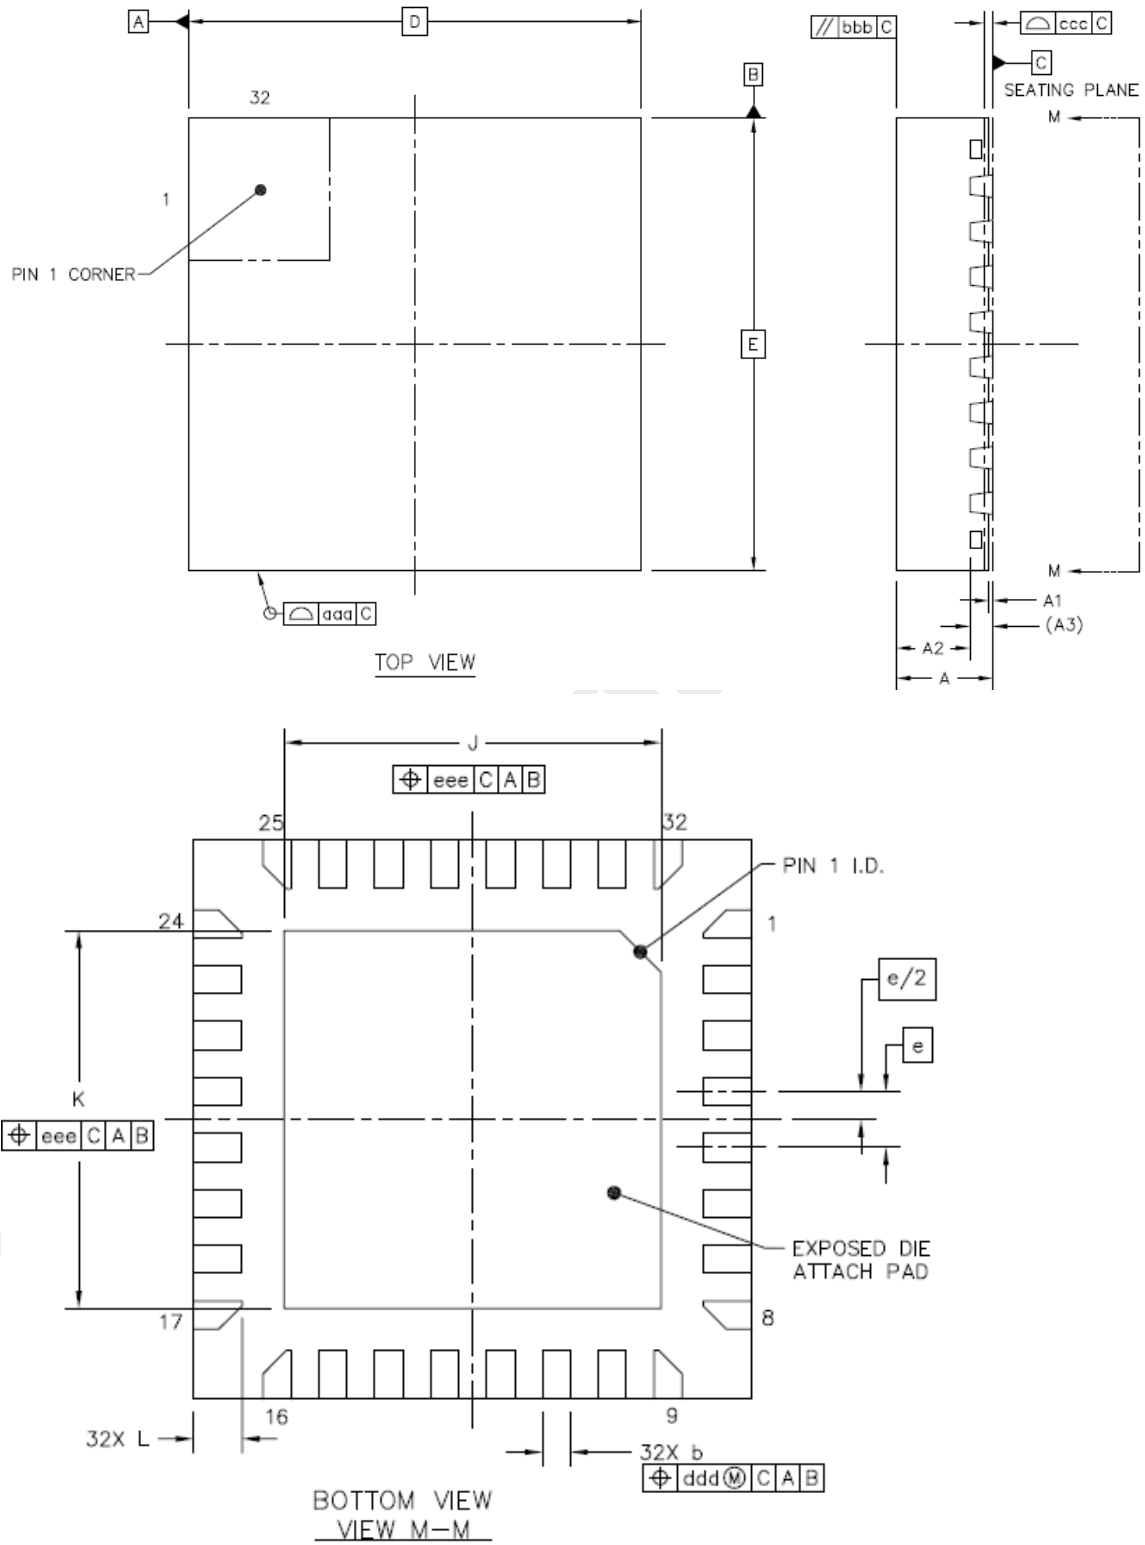 A
D
32
1
PIN 1 CORNER
B
E
⌓ aaa C
TOP VIEW
// bbb C
⌓ ccc C
C
SEATING PLANE
M
M
A1
(A3)
A2
A
J
⌖ eee C A B
25
32
PIN 1 I.D.
24
1
e/2
e
K
⌖ eee C A B
EXPOSED DIE
ATTACH PAD
17
8
16
9
32X L
32X b
⌖ ddd Ⓜ C A B
BOTTOM VIEW
VIEW M-M